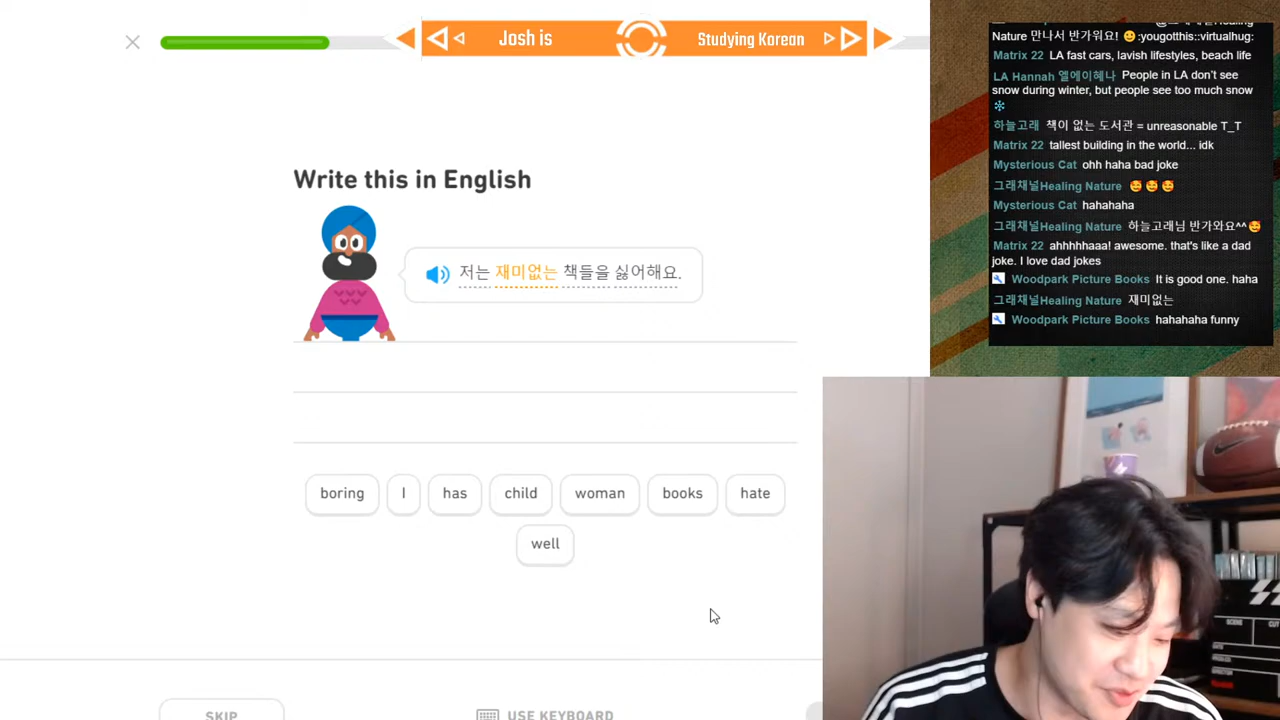 Josh is
Studying Korean
Write this in English
저는 재미없는 책들을 싫어해요.
boring
I
has
child
woman
books
hate
well
SKIP
USE KEYBOARD
Nature 만나서 반가워요! :yougotthis::virtualhug:
Matrix 22 LA fast cars, lavish lifestyles, beach life
LA Hannah 엘에이혜나 People in LA don't see
snow during winter, but people see too much snow
하늘고래 책이 없는 도서관 = unreasonable T_T
Matrix 22 tallest building in the world... idk
Mysterious Cat ohh haha bad joke
그래채널Healing Nature 🥰 🥰 🥰
Mysterious Cat hahahaha
그래채널Healing Nature 하늘고래님 반가와요^^🥰
Matrix 22 ahhhhhaaa! awesome. that's like a dad
joke. I love dad jokes
Woodpark Picture Books It is good one. haha
그래채널Healing Nature 재미없는
Woodpark Picture Books hahahaha funny